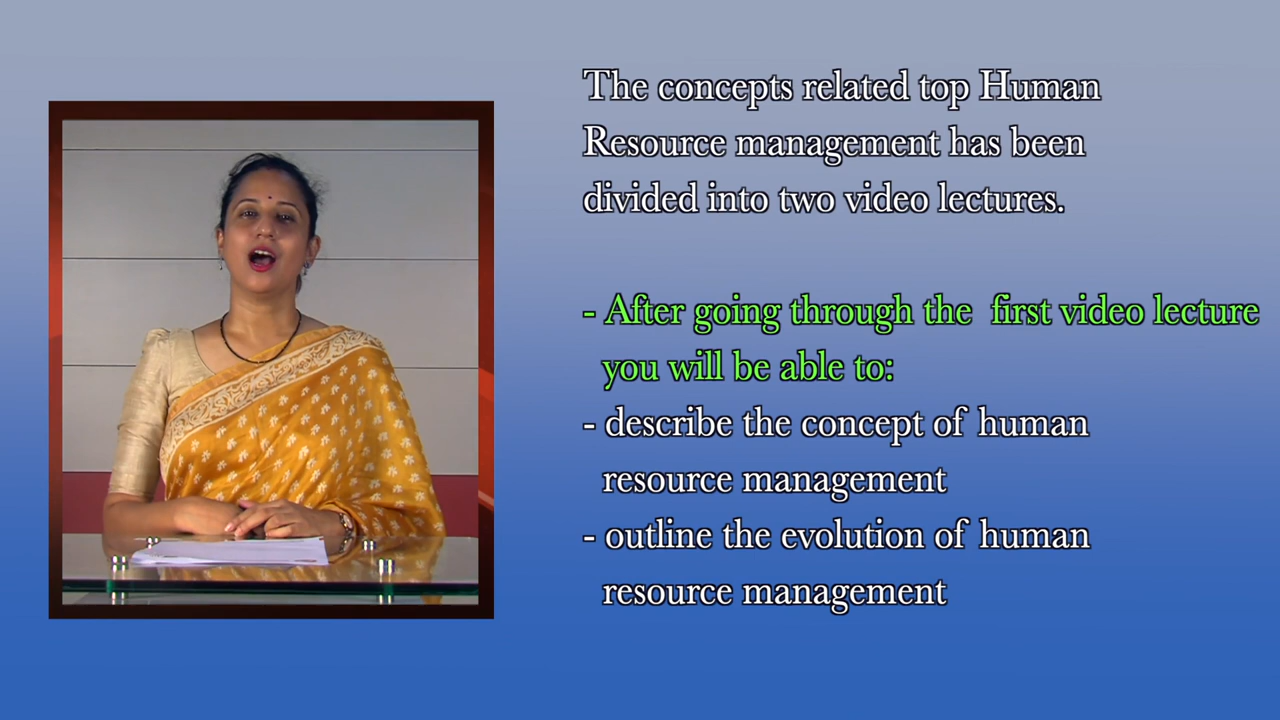 The concepts related top Human
Resource management has been
divided into two video lectures.
- After going through the first video lecture
you will be able to:
- describe the concept of human
resource management
- outline the evolution of human
resource management